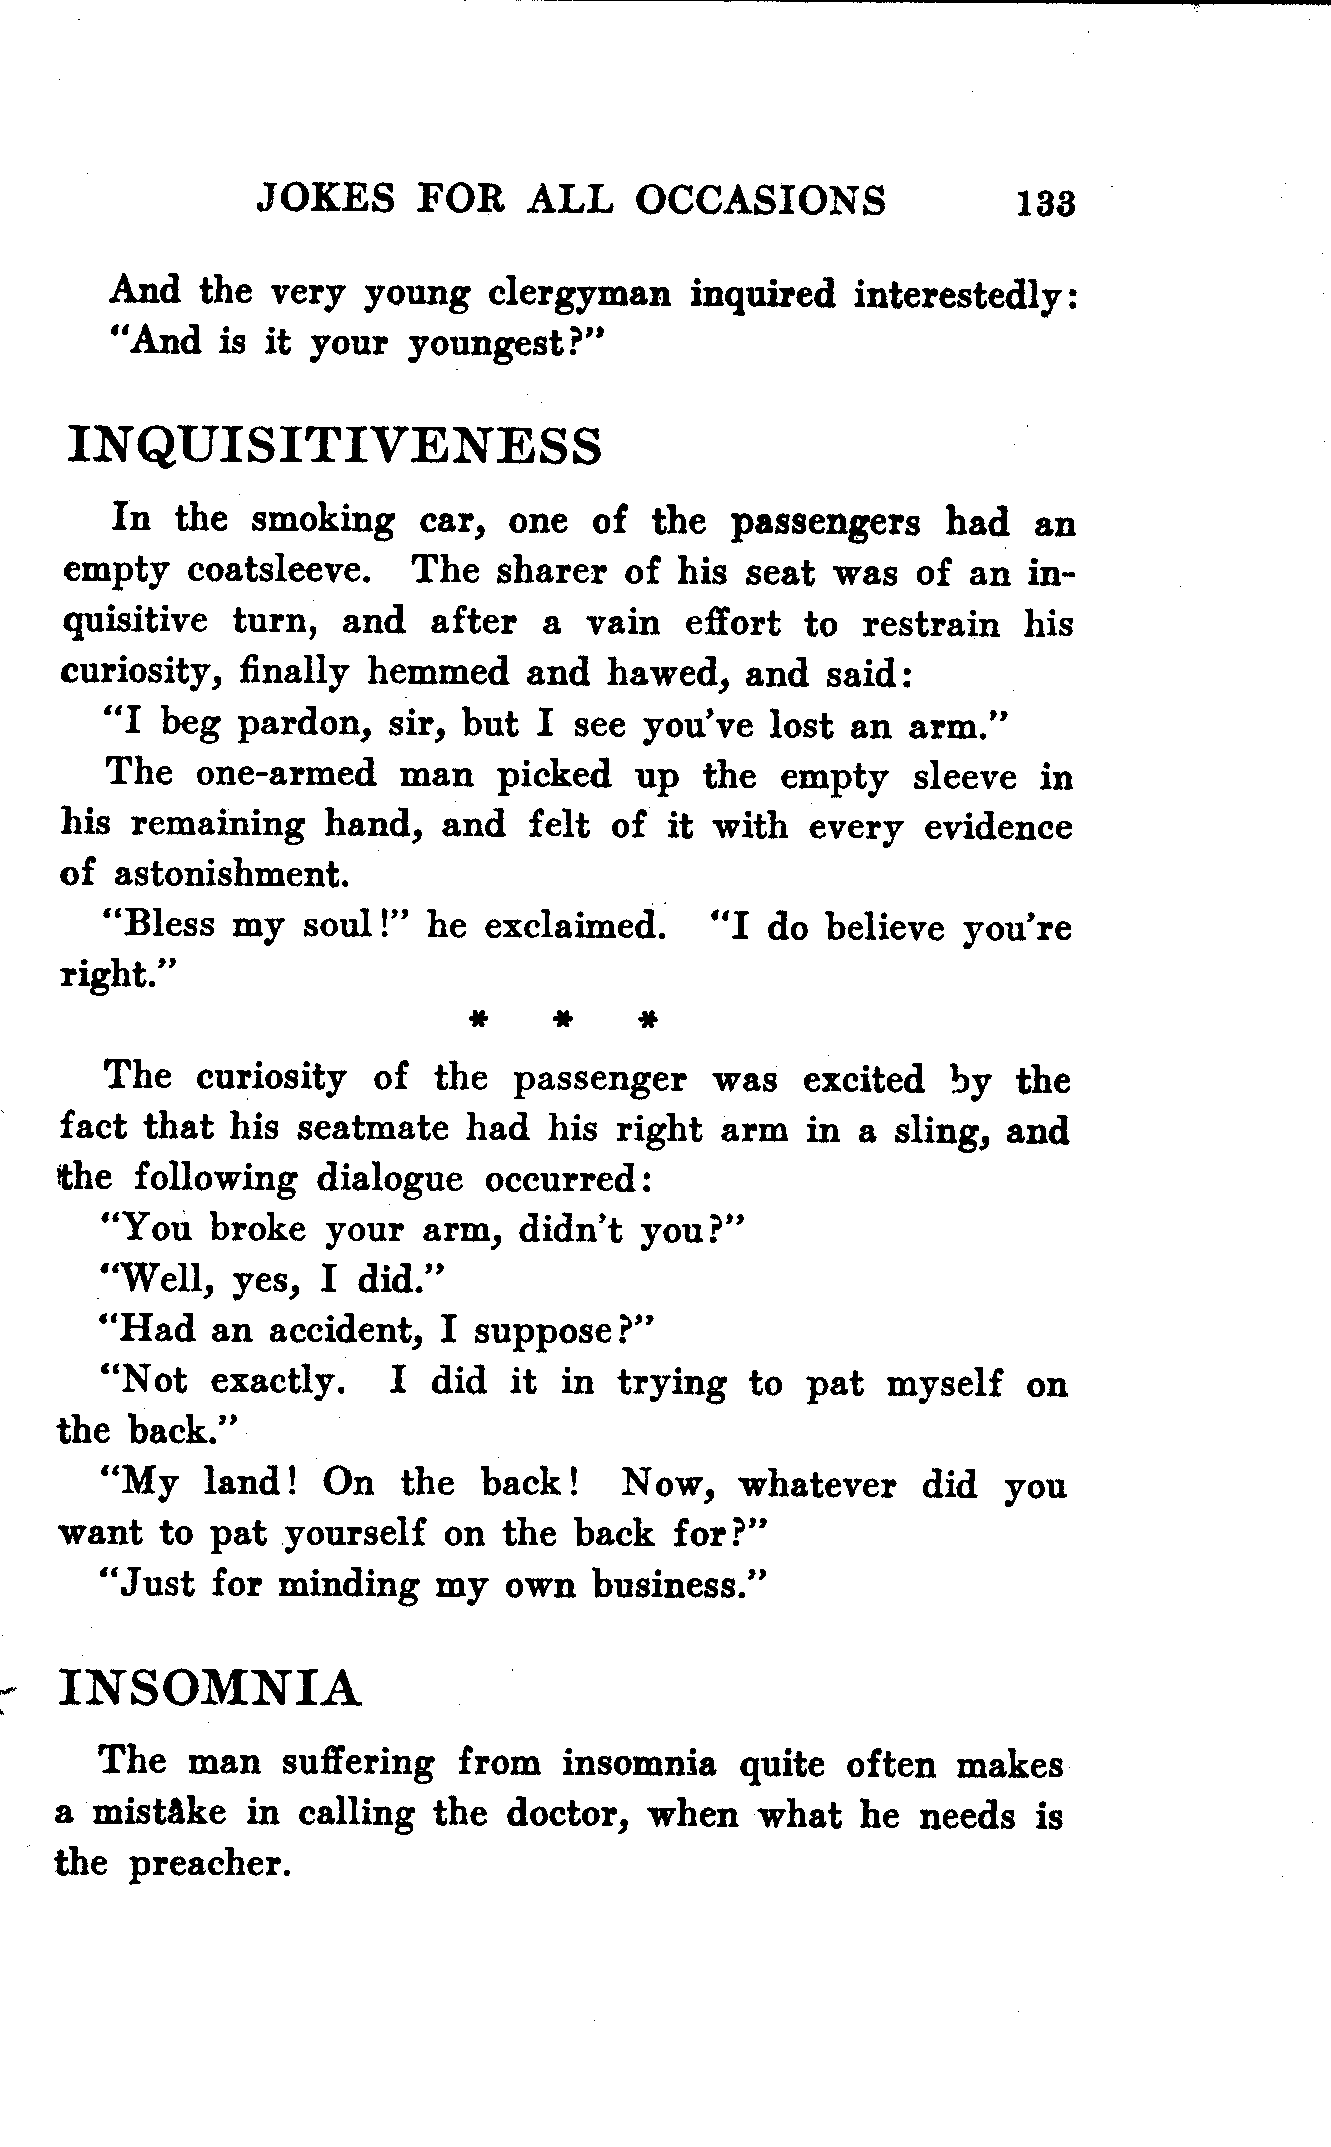 JOKES FOR ALL OCCASIONS 133
And the very young clergyman inquired interestedly:
"And is it your youngest?"
INQUISITIVENESS
In the smoking car, one of the passengers had an
empty coatsleeve. The sharer of his seat was of an in-
quisitive turn, and after a vain effort to restrain his
curiosity, finally hemmed and hawed, and said:
"I beg pardon, sir, but I see you've lost an arm."
The one-armed man picked up the empty sleeve in
his remaining hand, and felt of it with every evidence
of astonishment.
"Bless my soul!" he exclaimed. "I do believe you're
right."
* * *
The curiosity of the passenger was excited by the
fact that his seatmate had his right arm in a sling, and
the following dialogue occurred:
"You broke your arm, didn't you?"
"Well, yes, I did."
"Had an accident, I suppose?"
"Not exactly. I did it in trying to pat myself on
the back."
"My land! On the back! Now, whatever did you
want to pat yourself on the back for?"
"Just for minding my own business."
INSOMNIA
The man suffering from insomnia quite often makes
a mistake in calling the doctor, when what he needs is
the preacher.